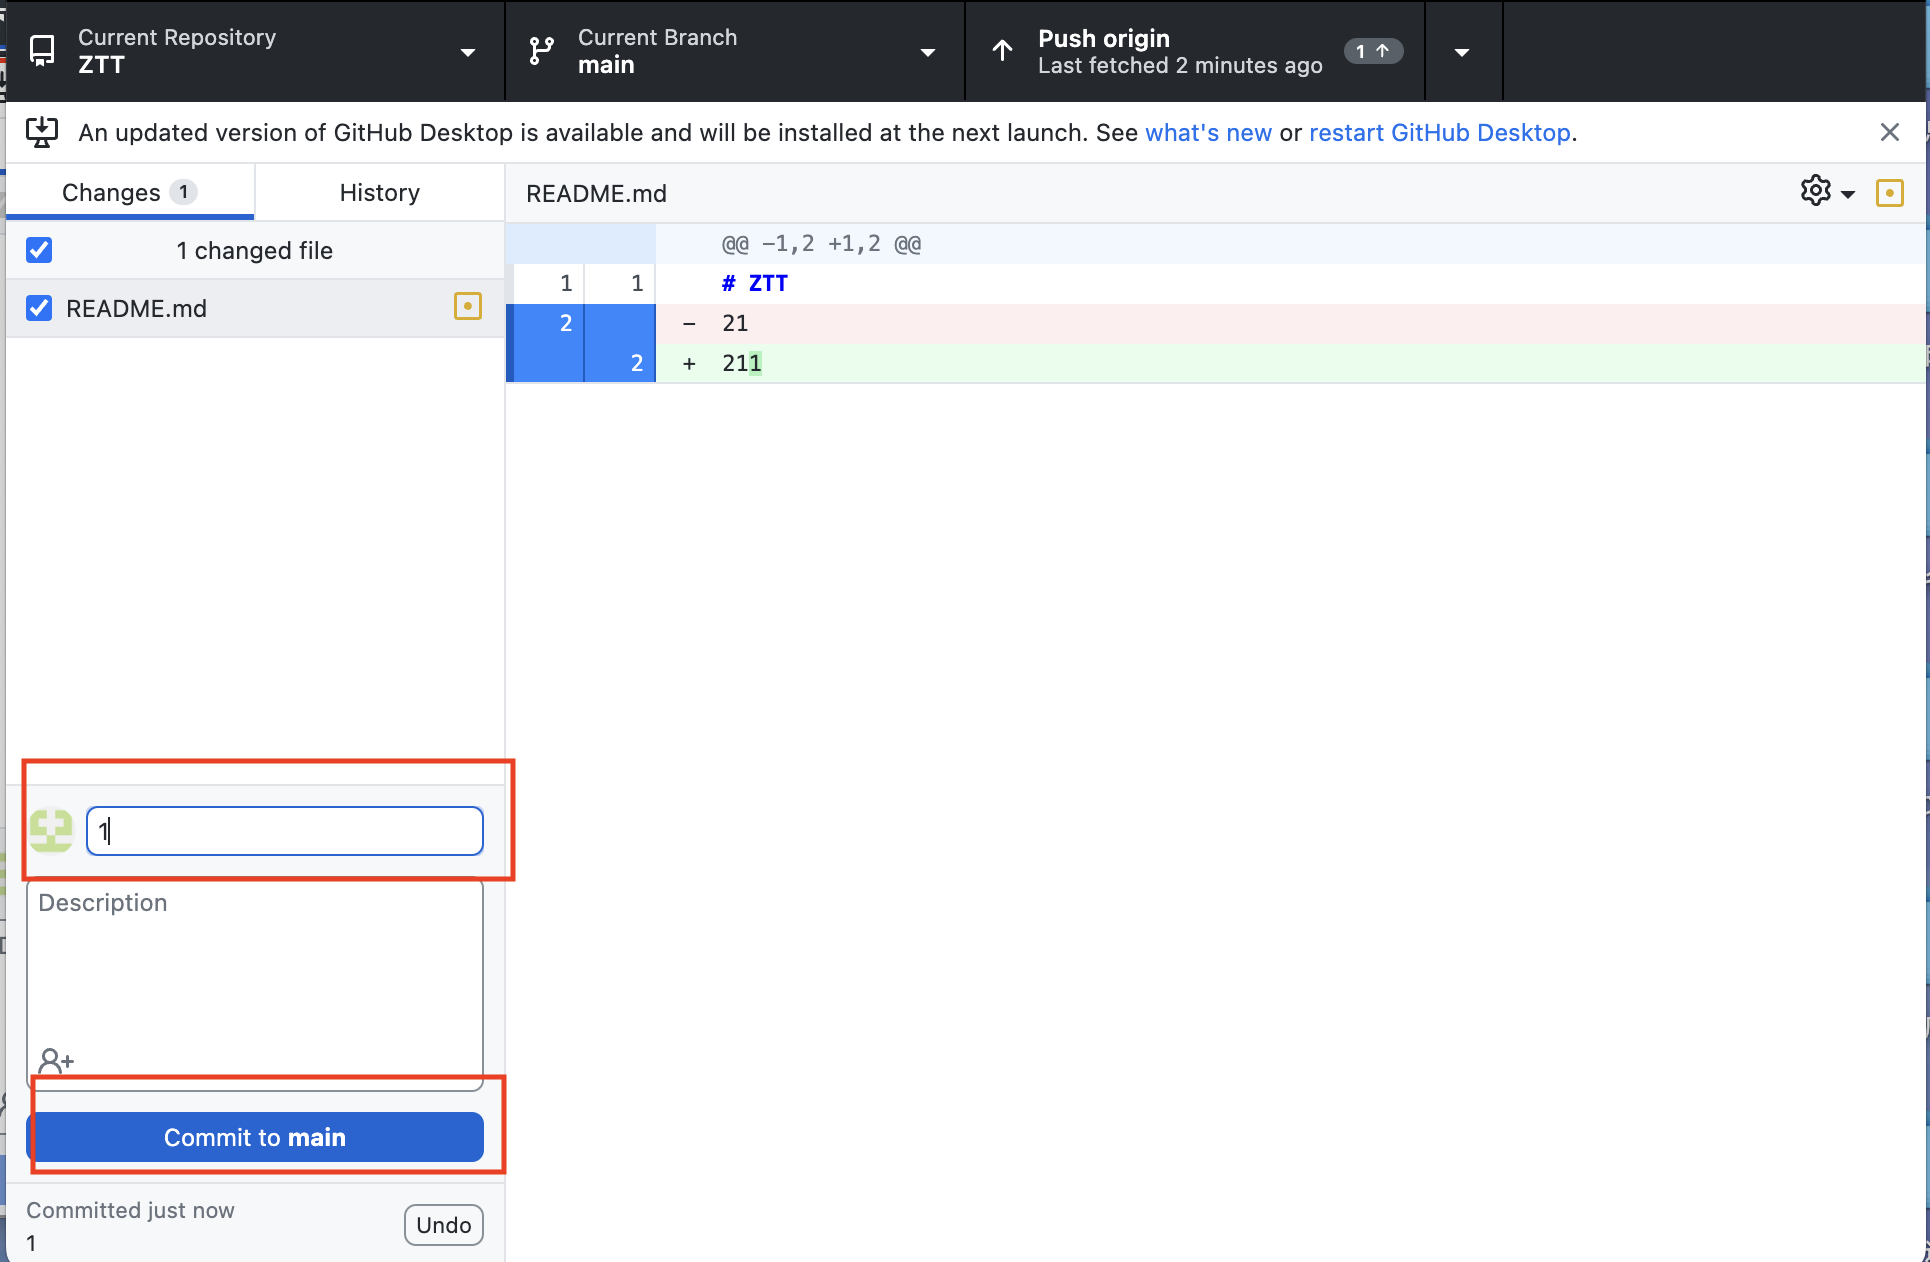 Current Repository
ZTT
Current Branch
main
Push origin
Last fetched 2 minutes ago
1 ↑
An updated version of GitHub Desktop is available and will be installed at the next launch. See what's new or restart GitHub Desktop.
Changes 1
History
README.md
1 changed file
README.md
@@ -1,2 +1,2 @@
1 1 # ZTT
2 - 21
2 + 211
1
Description
Commit to main
Committed just now
1
Undo